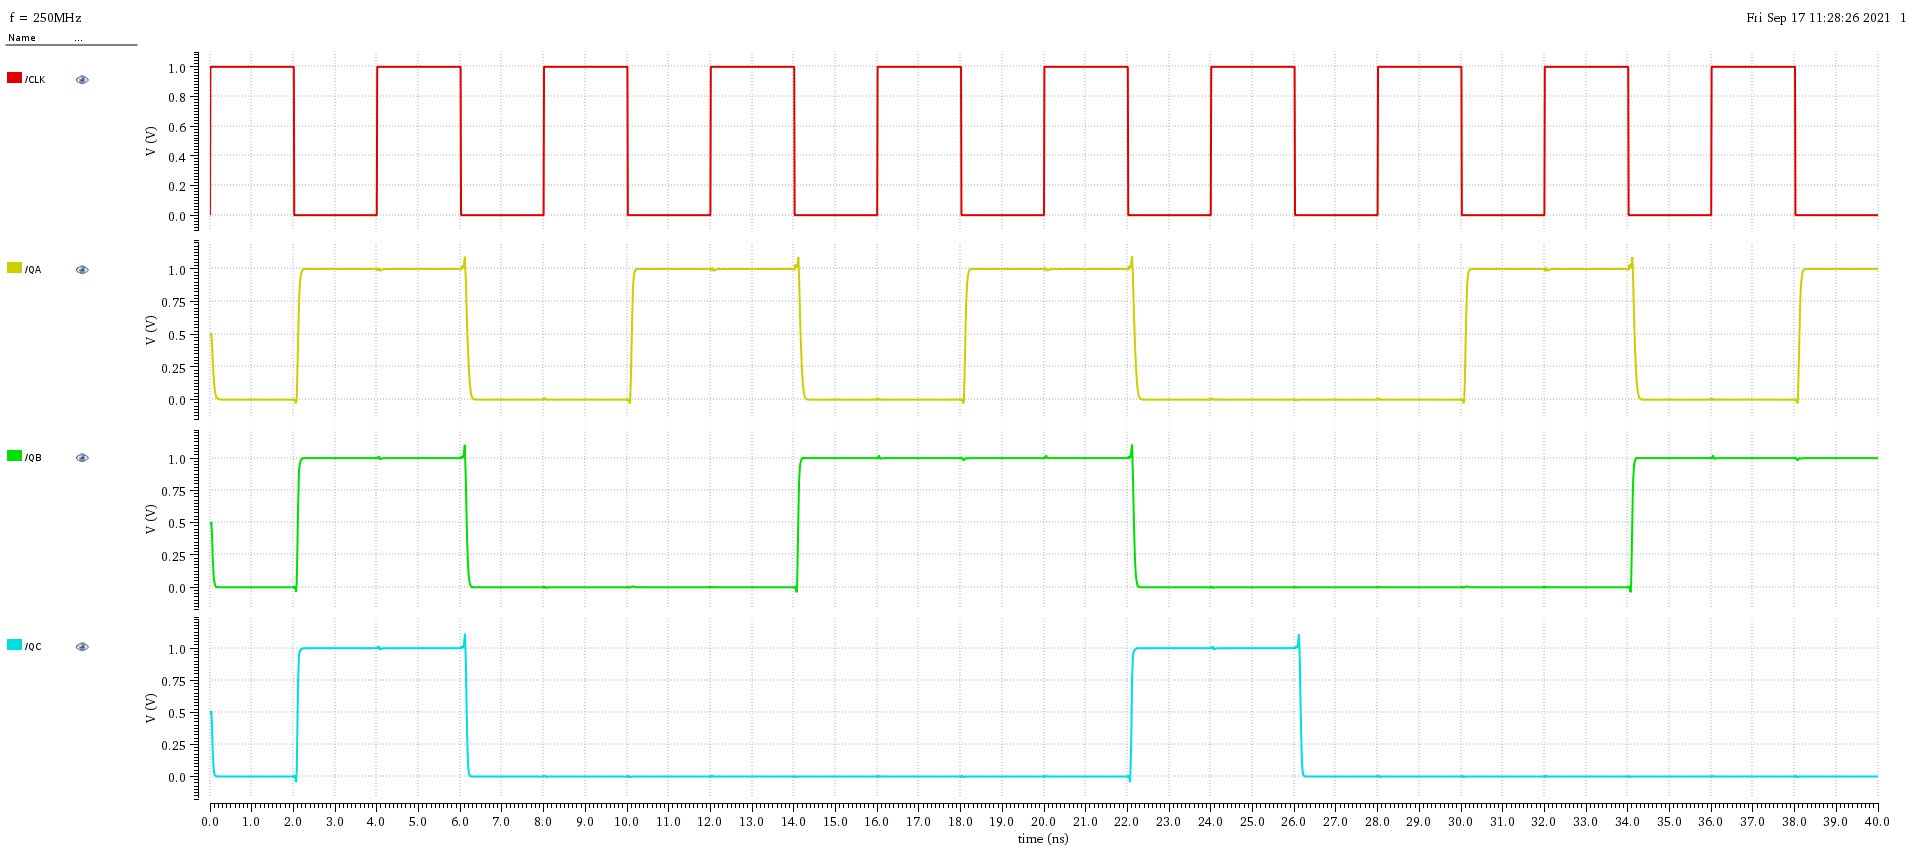 f = 250MHz
Fri Sep 17 11:28:26 2021 1
Name ...
/CLK
1.0
0.8
0.6
0.4
0.2
0.0
V (V)
/QA
1.0
0.75
0.5
0.25
0.0
V (V)
/QB
1.0
0.75
0.5
0.25
0.0
V (V)
/QC
1.0
0.75
0.5
0.25
0.0
V (V)
0.0 1.0 2.0 3.0 4.0 5.0 6.0 7.0 8.0 9.0 10.0 11.0 12.0 13.0 14.0 15.0 16.0 17.0 18.0 19.0 20.0 21.0 22.0 23.0 24.0 25.0 26.0 27.0 28.0 29.0 30.0 31.0 32.0 33.0 34.0 35.0 36.0 37.0 38.0 39.0 40.0
time (ns)